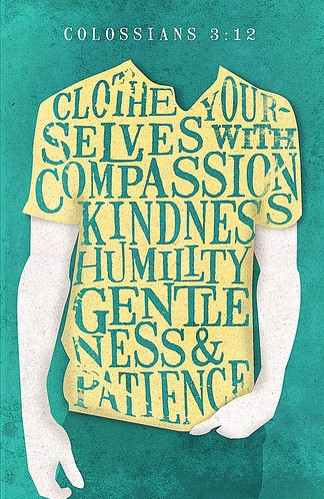 COLOSSIANS 3:12
CLOTHE YOUR-
SELVES WITH
COMPASSION
KINDNESS
HUMILITY
GENTLE
NESS &
PATIENCE